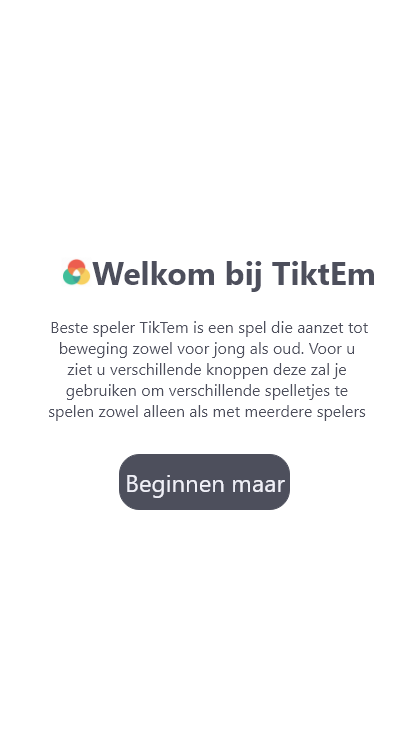 Welkom bij TiktEm
Beste speler TikTem is een spel die aanzet tot
beweging zowel voor jong als oud. Voor u
ziet u verschillende knoppen deze zal je
gebruiken om verschillende spelletjes te
spelen zowel alleen als met meerdere spelers
Beginnen maar